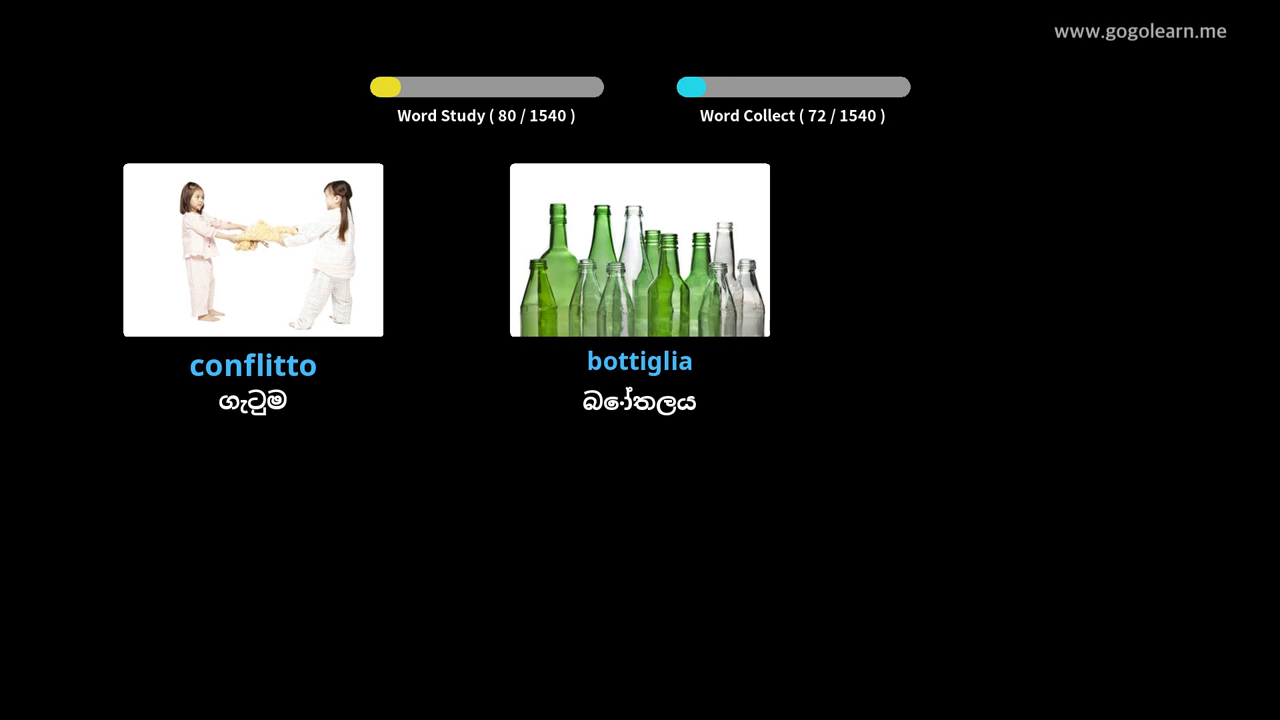 www.gogolearn.me
Word Study ( 80 / 1540 )
Word Collect ( 72 / 1540 )
conflitto
ගැටුම
bottiglia
බෝතලය